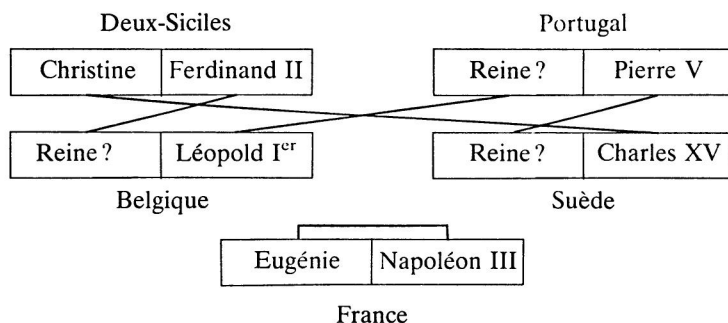 Deux-Siciles Portugal
Christine Ferdinand II Reine ? Pierre V
Reine ? Léopold Iᵉʳ Reine ? Charles XV
Belgique Suède
Eugénie Napoléon III
France